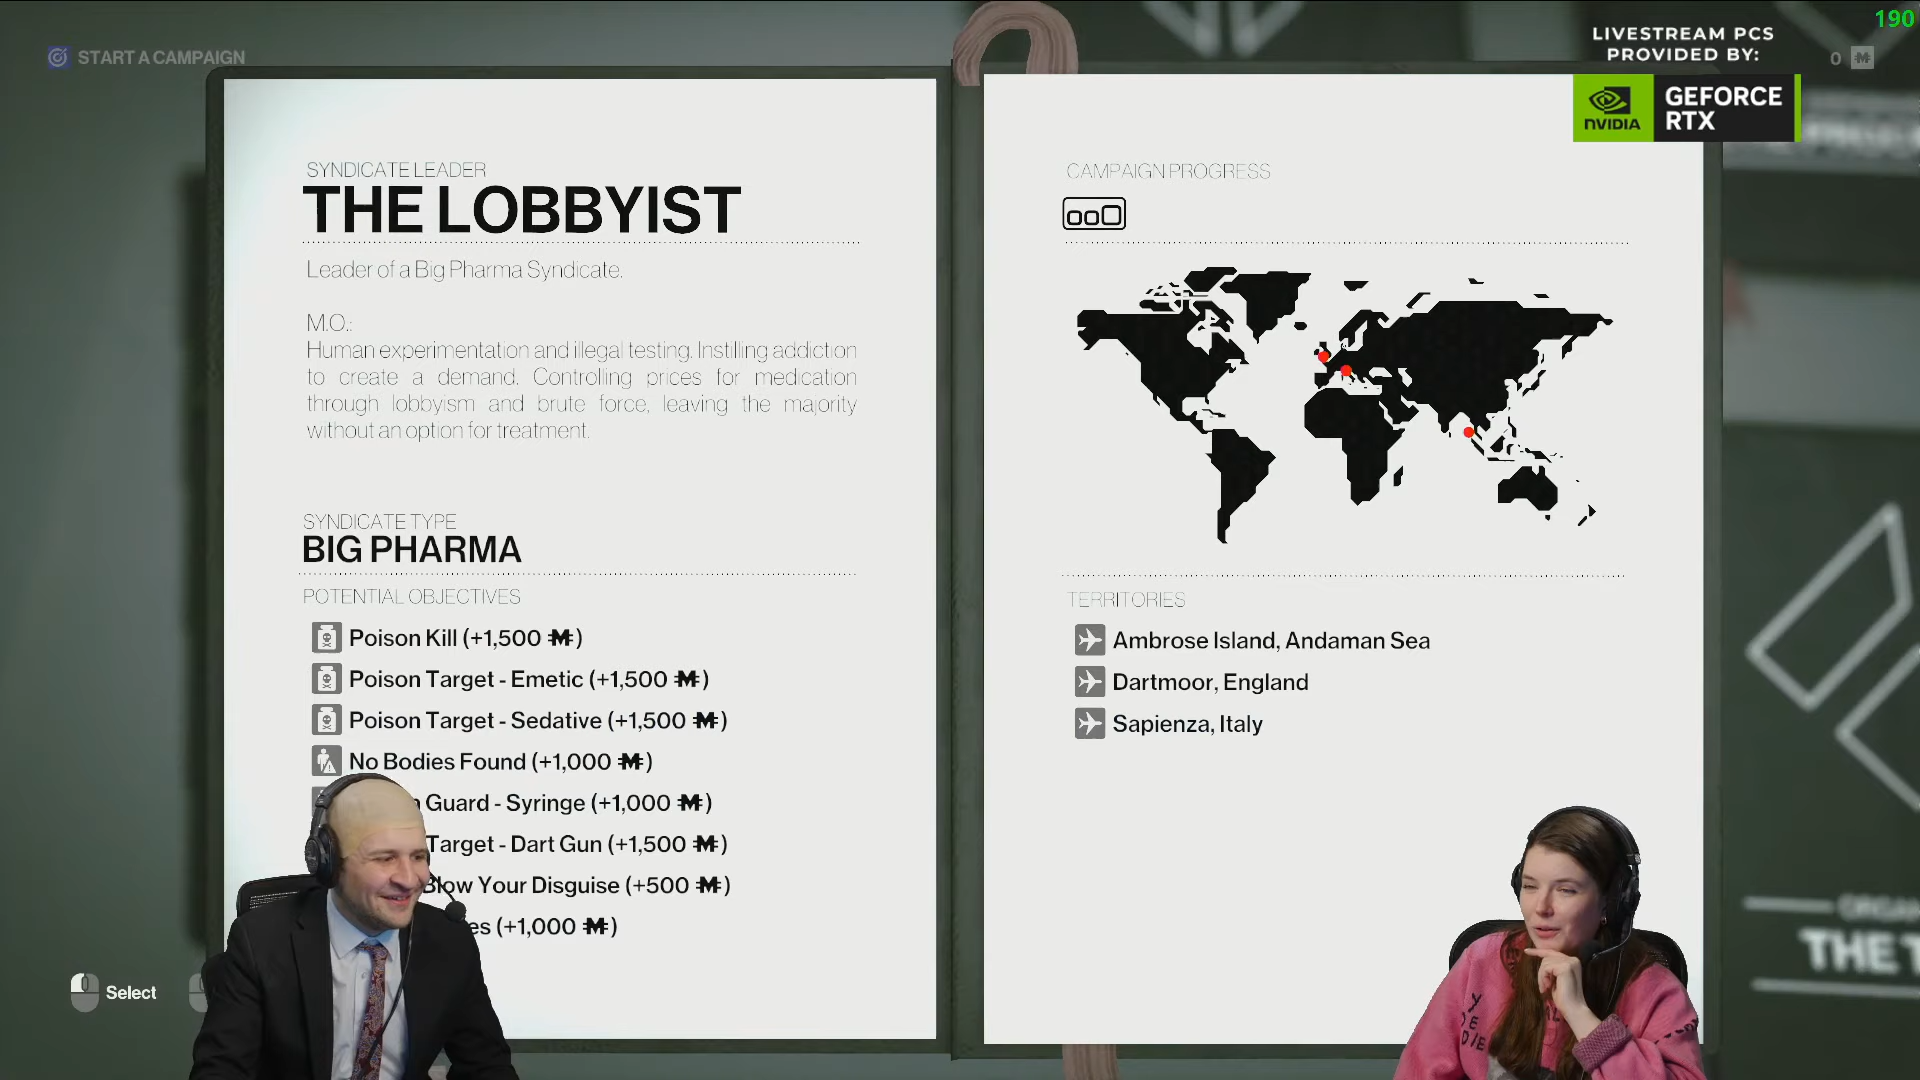 190
LIVESTREAM PCS
PROVIDED BY:
NVIDIA
GEFORCE
RTX
START A CAMPAIGN
0
SYNDICATE LEADER
THE LOBBYIST
Leader of a Big Pharma Syndicate.
M.O.:
Human experimentation and illegal testing. Instilling addiction
to create a demand. Controlling prices for medication
through lobbyism and brute force, leaving the majority
without an option for treatment.
SYNDICATE TYPE
BIG PHARMA
POTENTIAL OBJECTIVES
Poison Kill (+1,500 M)
Poison Target - Emetic (+1,500 M)
Poison Target - Sedative (+1,500 M)
No Bodies Found (+1,000 M)
Guard - Syringe (+1,000 M)
Target - Dart Gun (+1,500 M)
Blow Your Disguise (+500 M)
(+1,000 M)
Select
CAMPAIGN PROGRESS
TERRITORIES
Ambrose Island, Andaman Sea
Dartmoor, England
Sapienza, Italy
THE